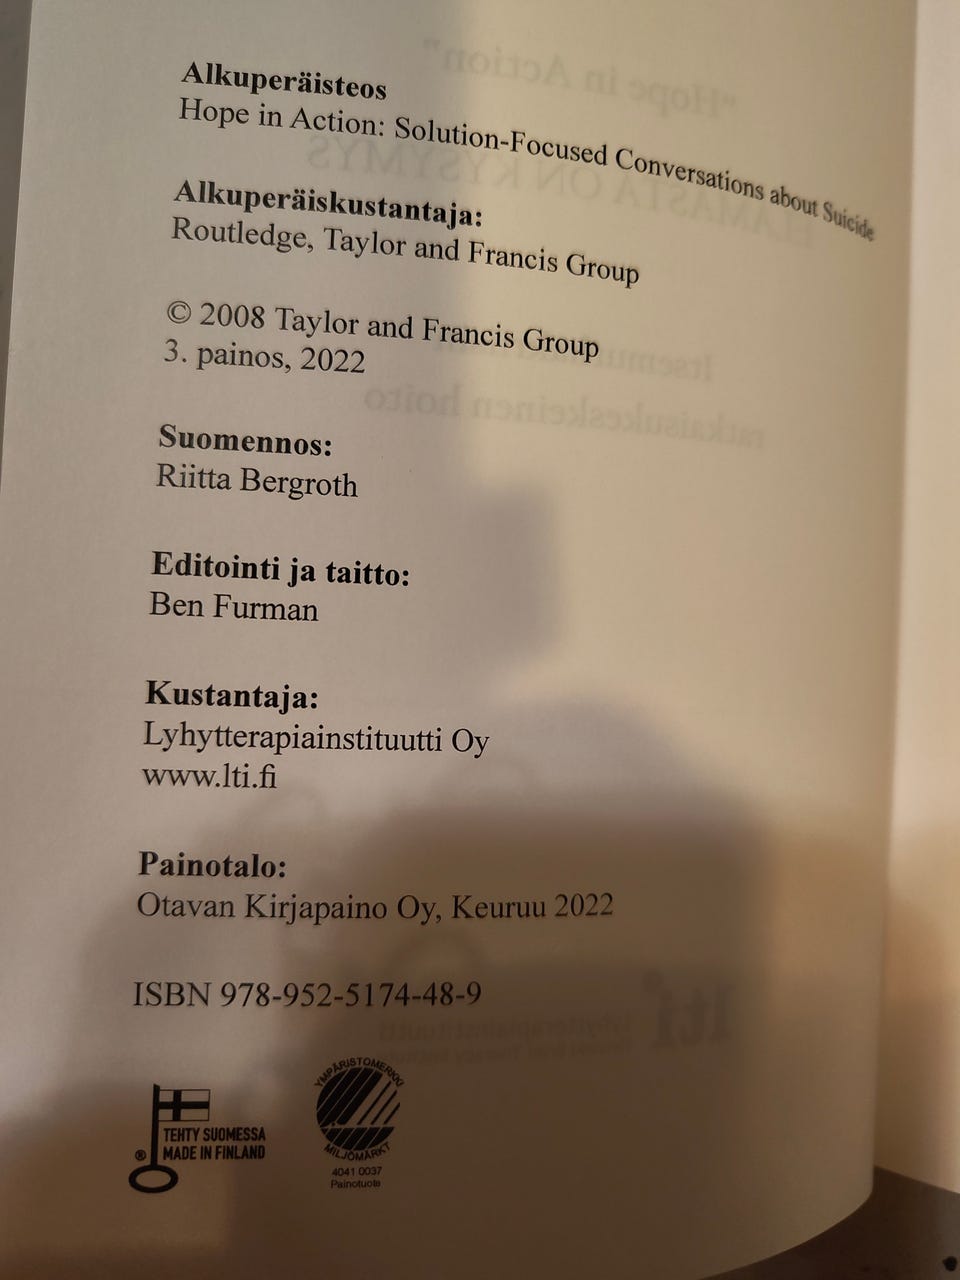 Alkuperäisteos
Hope in Action: Solution-Focused Conversations about Suicide
Alkuperäiskustantaja:
Routledge, Taylor and Francis Group
© 2008 Taylor and Francis Group
3. painos, 2022
Suomennos:
Riitta Bergroth
Editointi ja taitto:
Ben Furman
Kustantaja:
Lyhytterapiainstituutti Oy
www.lti.fi
Painotalo:
Otavan Kirjapaino Oy, Keuruu 2022
ISBN 978-952-5174-48-9
TEHTY SUOMESSA
® MADE IN FINLAND
YMPÄRISTÖMERKKI
MILJÖMÄRKT
4041 0037
Painotuote